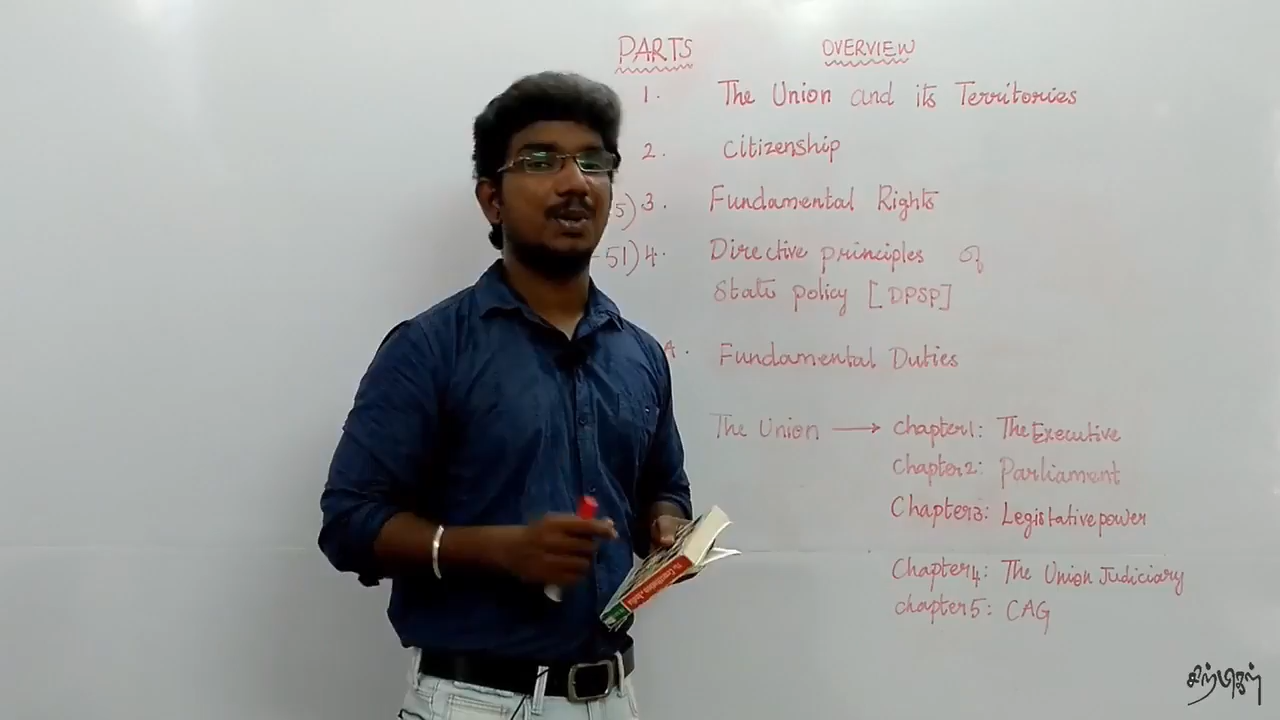 PARTS OVERVIEW
1. The Union and its Territories
2. Citizenship
5) 3. Fundamental Rights
-51) 4. Directive principles of
State policy [DPSP]
A. Fundamental Duties
The Union → Chapter1: The Executive
Chapter2: Parliament
Chapter3: Legistative power
Chapter4: The Union Judiciary
chapter5: CAG
சிற்பிகள்